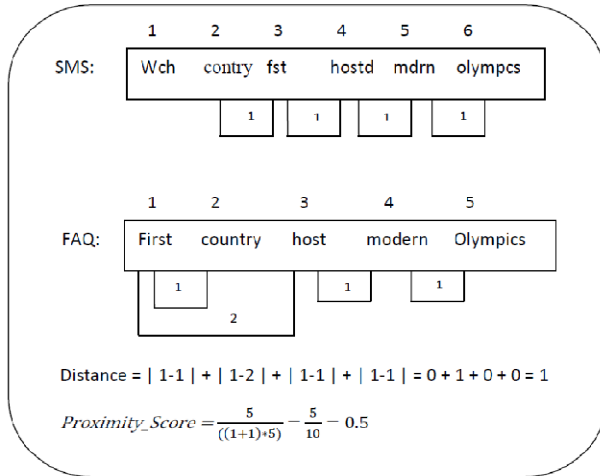 1 2 3 4 5 6
SMS: Wch contry fst hostd mdrn olympcs
1 1 1 1
1 2 3 4 5
FAQ: First country host modern Olympics
1 1 1
2
Distance = | 1-1 | + | 1-2 | + | 1-1 | + | 1-1 | = 0 + 1 + 0 + 0 = 1
Proximity_Score = 5/((1+1)*5) = 5/10 = 0.5